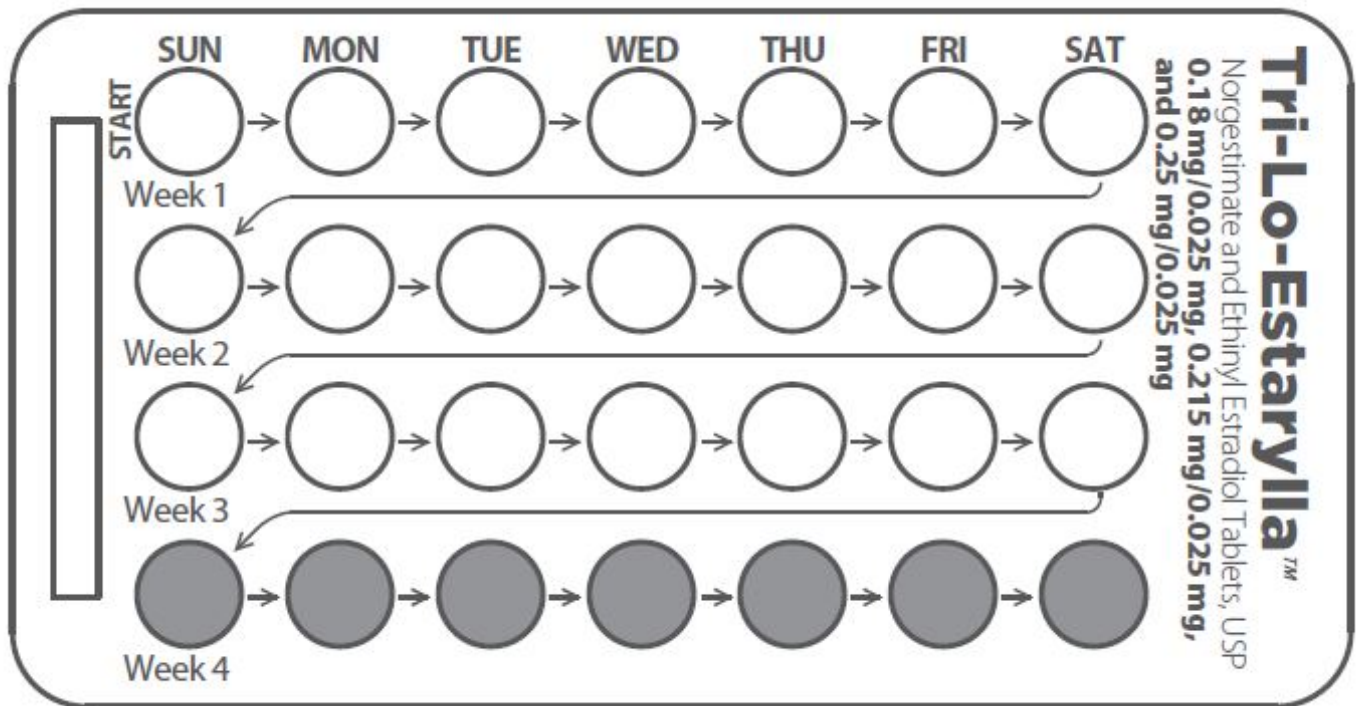 SUN MON TUE WED THU FRI SAT
START
Week 1
Week 2
Week 3
Week 4
Tri-Lo-Estarylla™
Norgestimate and Ethinyl Estradiol Tablets, USP
0.18 mg/0.025 mg, 0.215 mg/0.025 mg,
and 0.25 mg/0.025 mg